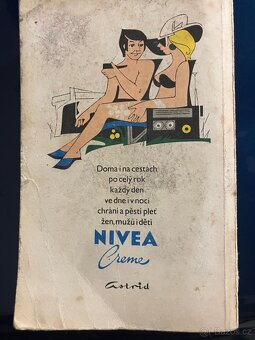 Doma i na cestách
po celý rok
každý den
ve dne i v noci
chrání a pěstí pleť
žen, mužů i dětí
NIVEA
Creme
astrid